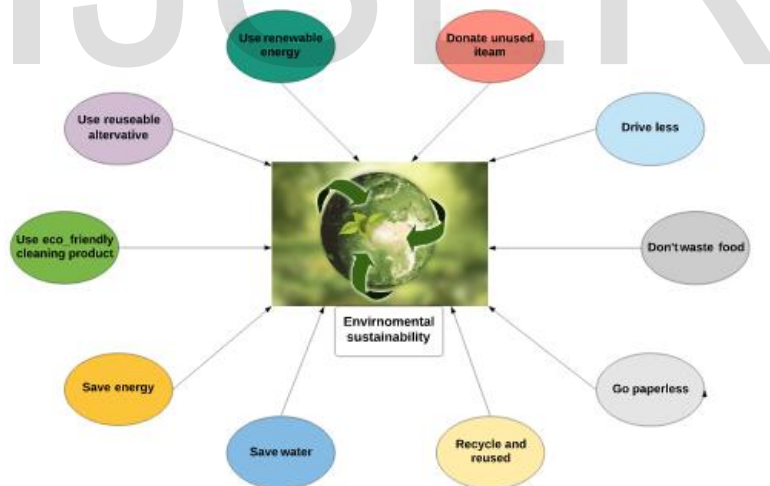 IJSER
Use renewable
energy
Donate unused
iteam
Use reuseable
altervative
Drive less
Use eco_friendly
cleaning product
Don't waste food
Envirnomental
sustainability
Save energy
Go paperless
Save water
Recycle and
reused